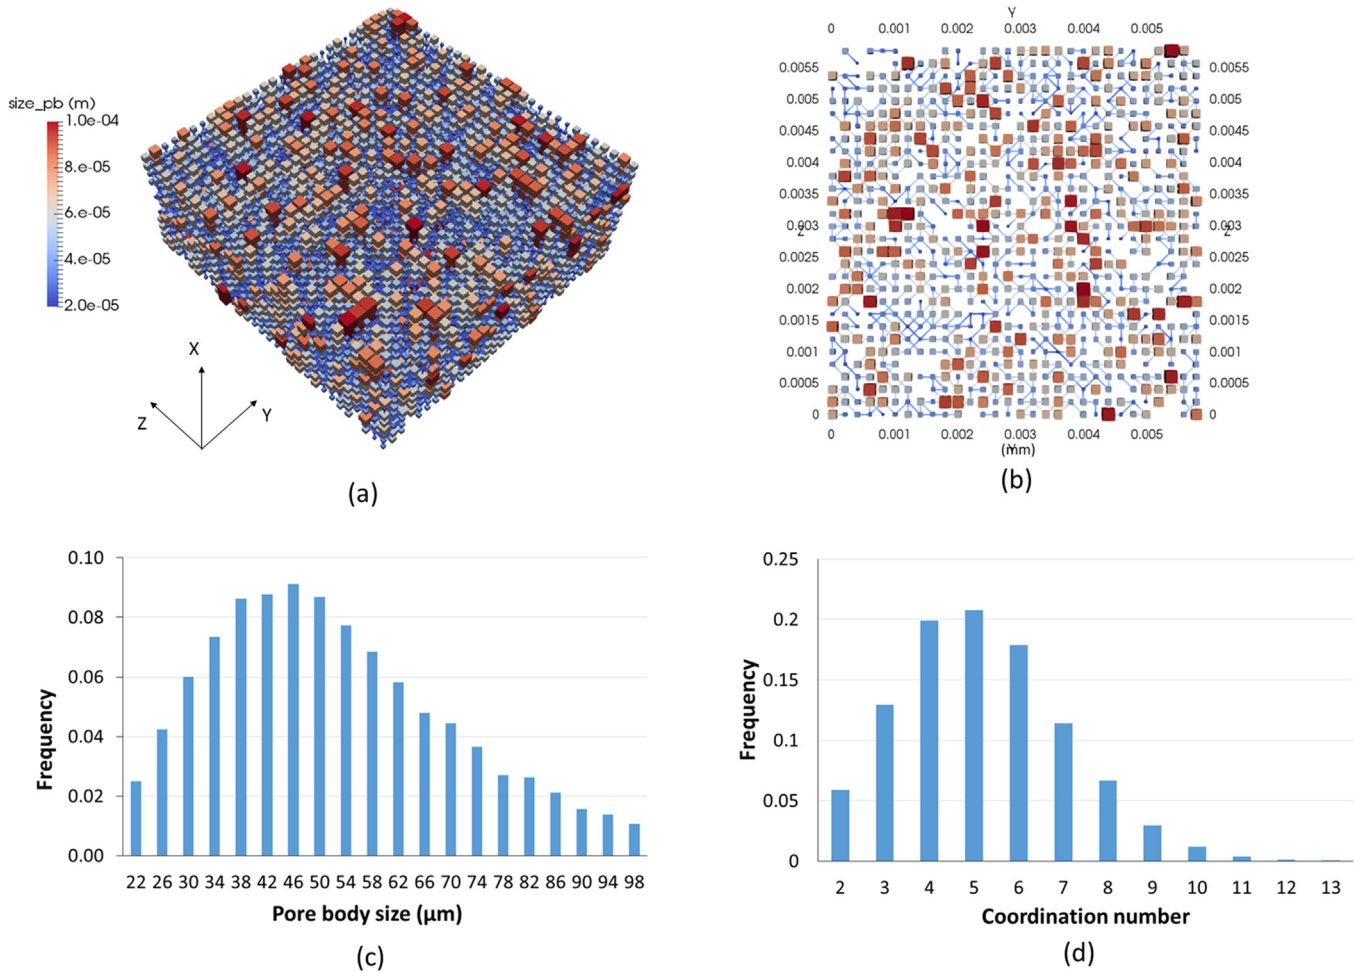 size_pb (m)
1.0e-04
8.e-05
6.e-05
4.e-05
2.0e-05
X
Z
Y
(a)
Y
0 0.001 0.002 0.003 0.004 0.005
0.0055 0.0055
0.005 0.005
0.0045 0.0045
0.004 0.004
0.0035 0.0035
0.003 0.003
Z Z
0.0025 0.0025
0.002 0.002
0.0015 0.0015
0.001 0.001
0.0005 0.0005
0 0
0 0.001 0.002 0.003 0.004 0.005
Y
(mm)
(b)
0.10
0.08
0.06
0.04
0.02
0.00
Frequency
22 26 30 34 38 42 46 50 54 58 62 66 70 74 78 82 86 90 94 98
Pore body size (μm)
(c)
0.25
0.2
0.15
0.1
0.05
0
Frequency
2 3 4 5 6 7 8 9 10 11 12 13
Coordination number
(d)